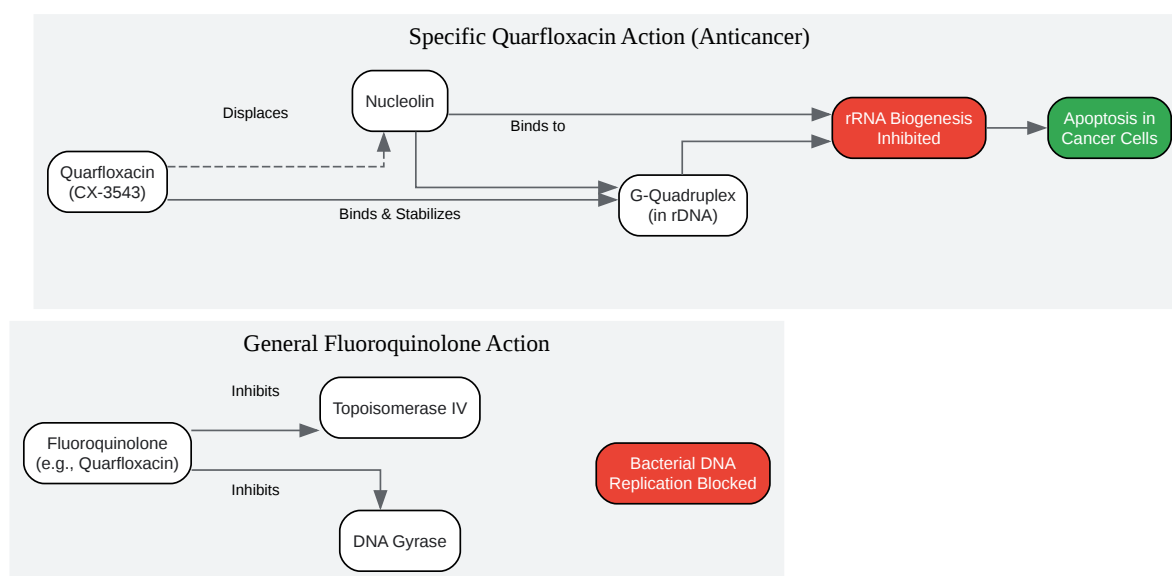 Specific Quarfloxacin Action (Anticancer)
Nucleolin
Displaces
Binds to
rRNA Biogenesis
Inhibited
Apoptosis in
Cancer Cells
Quarfloxacin
(CX-3543)
Binds & Stabilizes
G-Quadruplex
(in rDNA)
General Fluoroquinolone Action
Inhibits
Topoisomerase IV
Fluoroquinolone
(e.g., Quarfloxacin)
Inhibits
DNA Gyrase
Bacterial DNA
Replication Blocked